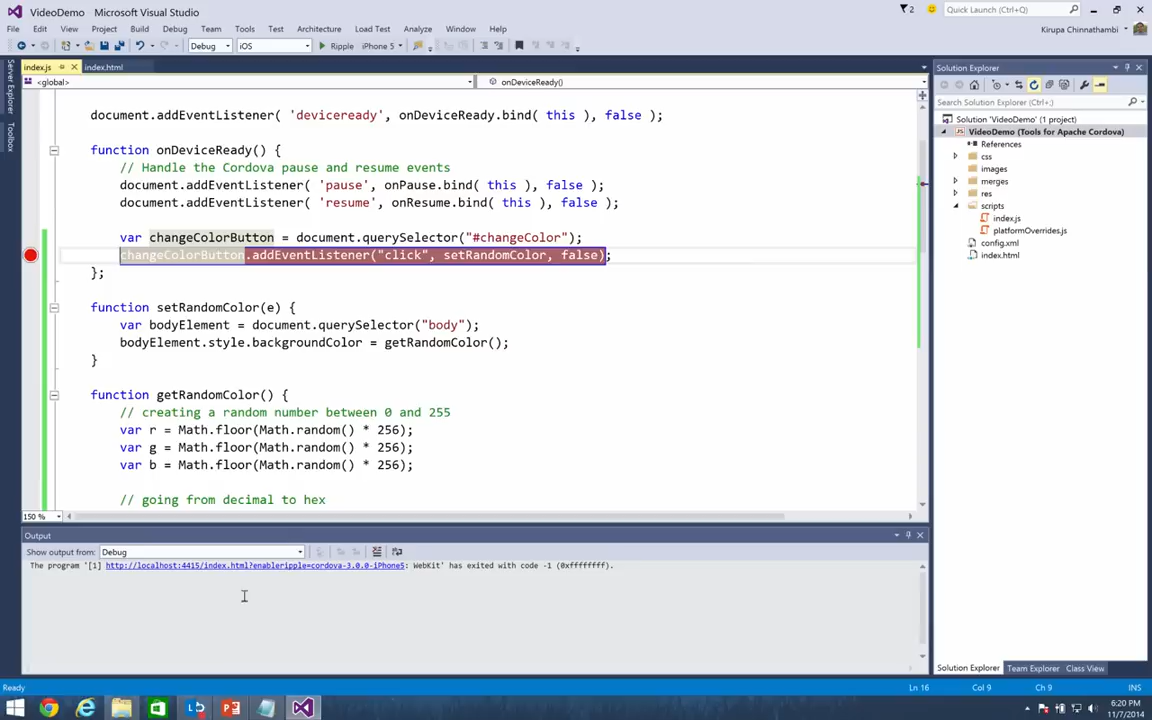 VideoDemo - Microsoft Visual Studio
2
Quick Launch (Ctrl+Q)
File Edit View Project Build Debug Team Tools Test Architecture Load Test Analyze Window Help
Kirupa Chinnathambi
Debug iOS Ripple iPhone 5
index.js index.html
Server Explorer
Toolbox
<global> onDeviceReady()
document.addEventListener( 'deviceready', onDeviceReady.bind( this ), false );
function onDeviceReady() {
// Handle the Cordova pause and resume events
document.addEventListener( 'pause', onPause.bind( this ), false );
document.addEventListener( 'resume', onResume.bind( this ), false );
var changeColorButton = document.querySelector("#changeColor");
changeColorButton.addEventListener("click", setRandomColor, false);
};
function setRandomColor(e) {
var bodyElement = document.querySelector("body");
bodyElement.style.backgroundColor = getRandomColor();
}
function getRandomColor() {
// creating a random number between 0 and 255
var r = Math.floor(Math.random() * 256);
var g = Math.floor(Math.random() * 256);
var b = Math.floor(Math.random() * 256);
// going from decimal to hex
150 %
Solution Explorer
Search Solution Explorer (Ctrl+;)
Solution 'VideoDemo' (1 project)
VideoDemo (Tools for Apache Cordova)
References
css
images
merges
res
scripts
index.js
platformOverrides.js
config.xml
index.html
Output
Show output from: Debug
The program '[1] http://localhost:4415/index.html?enableripple=cordova-3.0.0-iPhone5: WebKit' has exited with code -1 (0xffffffff).
Solution Explorer Team Explorer Class View
Ready Ln 16 Col 9 Ch 9 INS
6:20 PM
11/7/2014